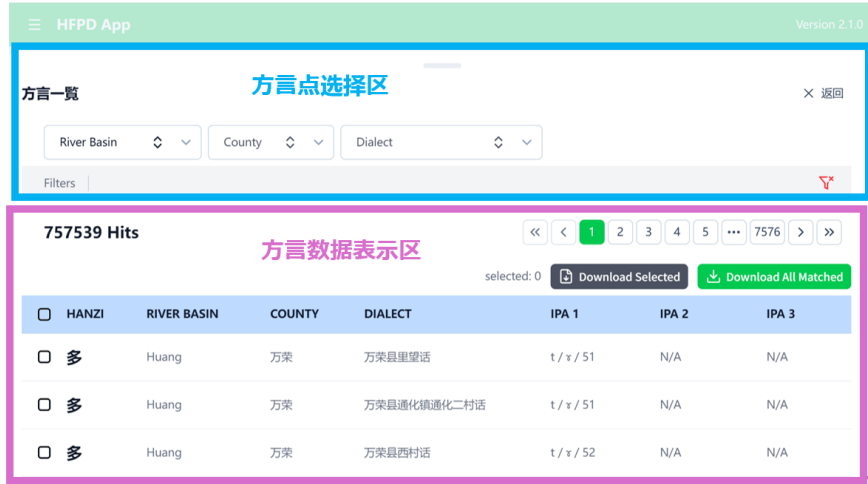 HFPD App Version 2.1.0
方言点选择区
方言一览 × 返回
River Basin County Dialect
Filters
757539 Hits « < 1 2 3 4 5 ••• 7576 > »
方言数据表示区
selected: 0 Download Selected Download All Matched
HANZI RIVER BASIN COUNTY DIALECT IPA 1 IPA 2 IPA 3
多 Huang 万荣 万荣县里望话 t / ɤ / 51 N/A N/A
多 Huang 万荣 万荣县通化镇通化二村话 t / ɤ / 51 N/A N/A
多 Huang 万荣 万荣县西村话 t / ɤ / 52 N/A N/A